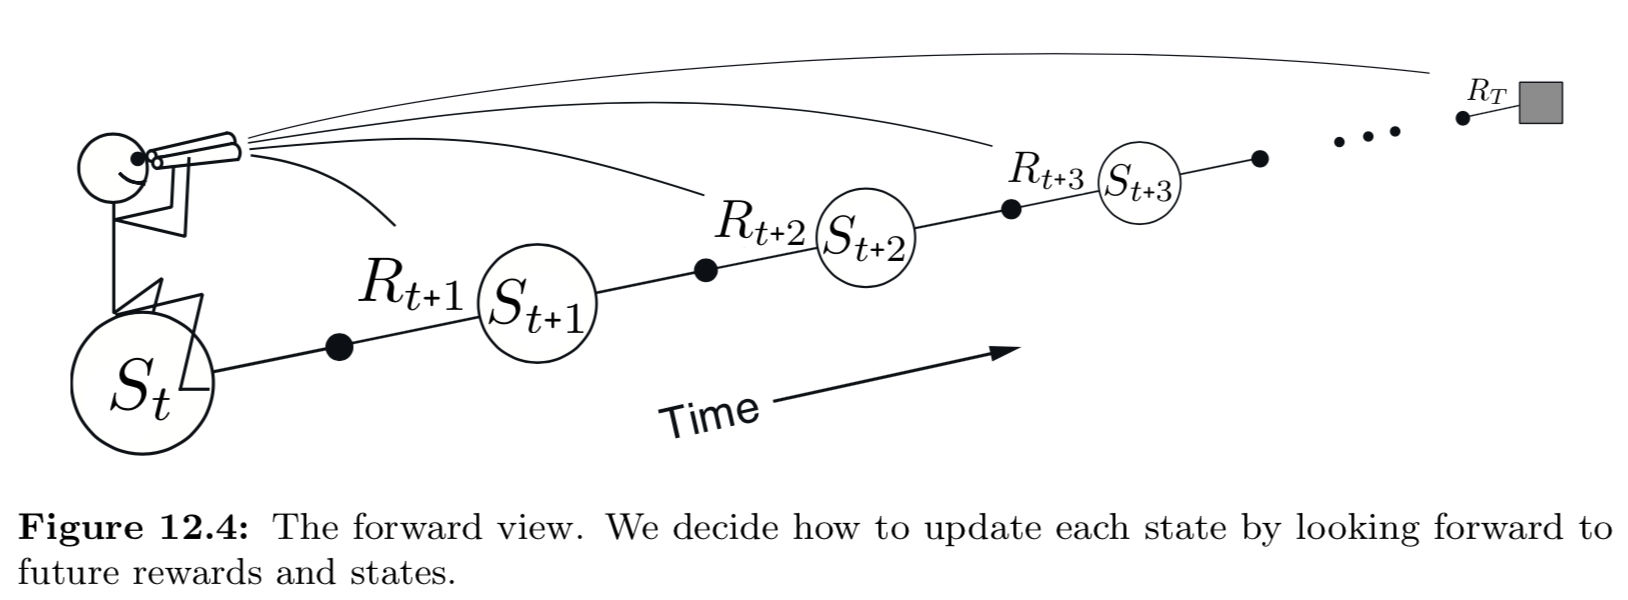 R_T
R_{t+3}
S_{t+3}
R_{t+2}
S_{t+2}
R_{t+1}
S_{t+1}
S_t
Time
Figure 12.4: The forward view. We decide how to update each state by looking forward to
future rewards and states.